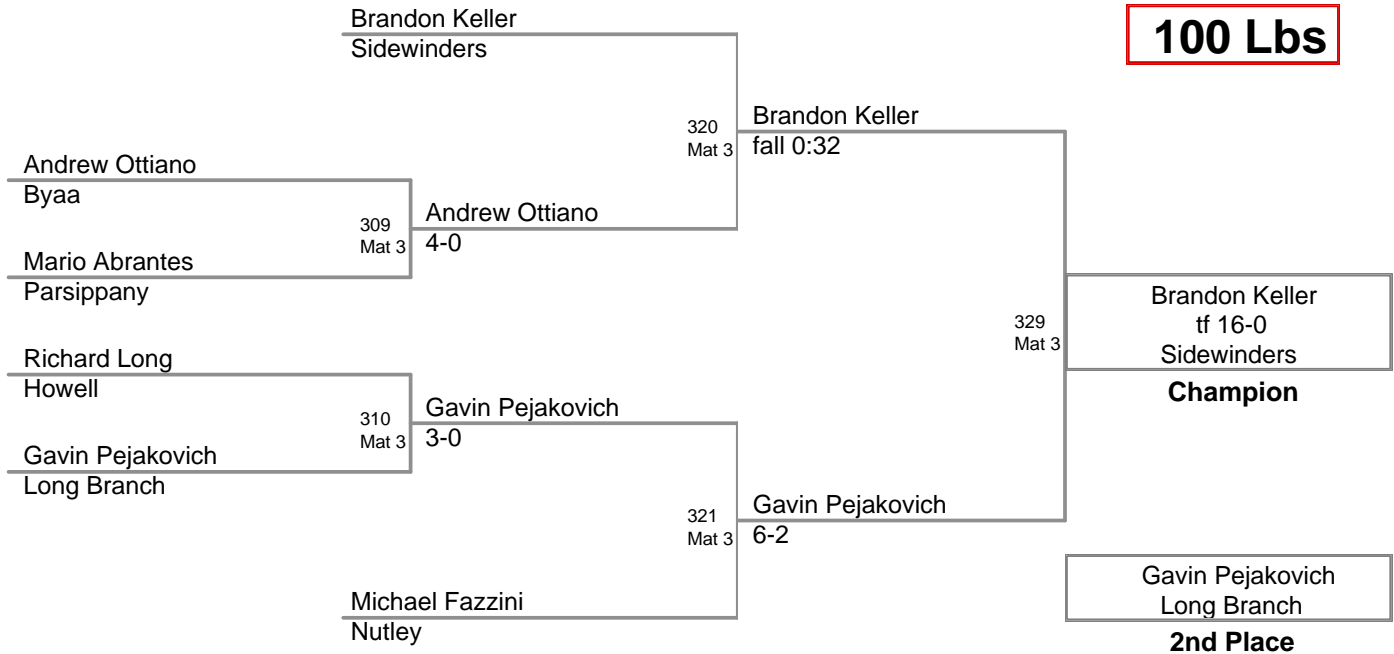 Brandon Keller
Sidewinders
100 Lbs
320
Mat 3
Brandon Keller
fall 0:32
Andrew Ottiano
Byaa
309
Mat 3
Andrew Ottiano
4-0
Mario Abrantes
Parsippany
329
Mat 3
Brandon Keller
tf 16-0
Sidewinders
Champion
Richard Long
Howell
310
Mat 3
Gavin Pejakovich
3-0
Gavin Pejakovich
Long Branch
321
Mat 3
Gavin Pejakovich
6-2
Michael Fazzini
Nutley
Gavin Pejakovich
Long Branch
2nd Place